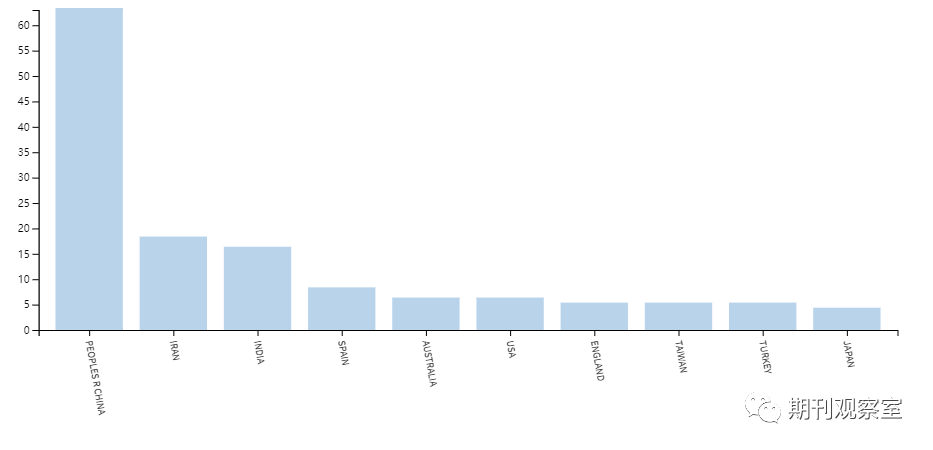 60
55
50
45
40
35
30
25
20
15
10
5
0
PEOPLES R CHINA
IRAN
INDIA
SPAIN
AUSTRALIA
USA
ENGLAND
TAIWAN
TURKEY
JAPAN
期刊观察室